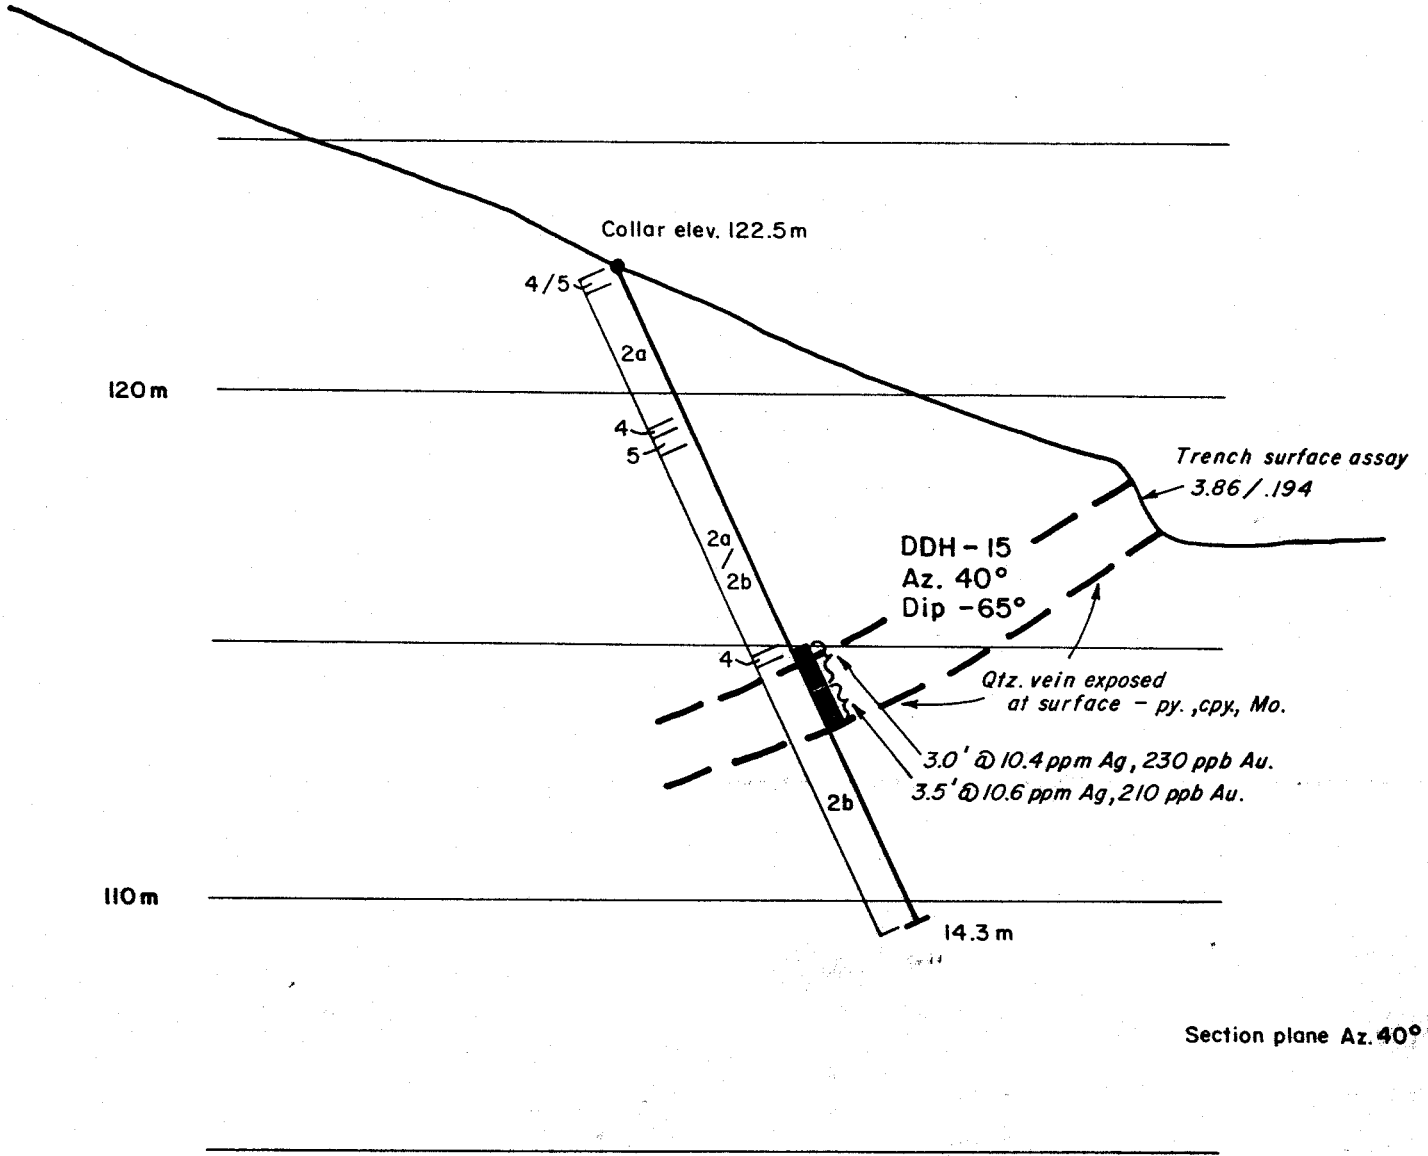 Collar elev. 122.5m
4/5
2a
120m
4
5
Trench surface assay
3.86/.194
2a
/
2b
DDH-15
Az. 40°
Dip -65°
4
Qtz. vein exposed
at surface - py.,cpy., Mo.
3.0' @ 10.4 ppm Ag, 230 ppb Au.
3.5' @ 10.6 ppm Ag, 210 ppb Au.
2b
110m
14.3m
Section plane Az. 40°